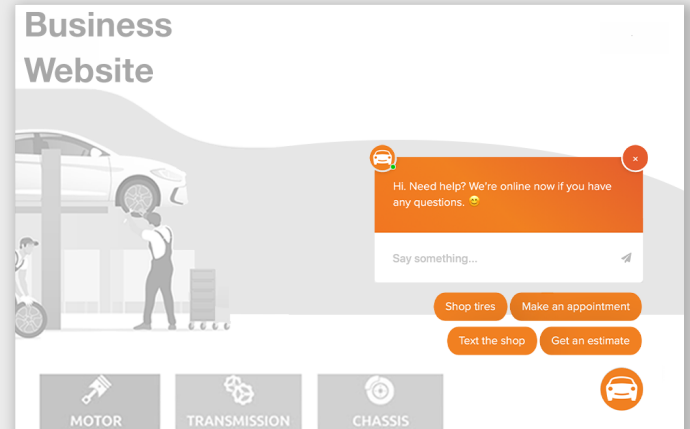 Business
Website
Hi. Need help? We're online now if you have
any questions. 😊
Say something...
Shop tires
Make an appointment
Text the shop
Get an estimate
MOTOR
TRANSMISSION
CHASSIS